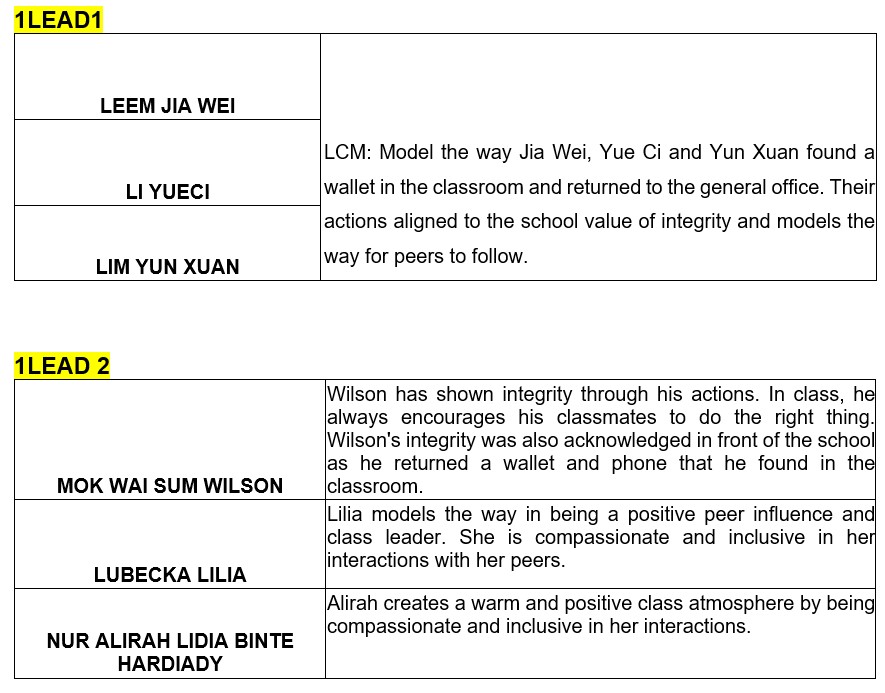 1LEAD1
LEEM JIA WEI
LI YUECI
LIM YUN XUAN
LCM: Model the way Jia Wei, Yue Ci and Yun Xuan found a
wallet in the classroom and returned to the general office. Their
actions aligned to the school value of integrity and models the
way for peers to follow.
1LEAD 2
MOK WAI SUM WILSON
Wilson has shown integrity through his actions. In class, he
always encourages his classmates to do the right thing.
Wilson's integrity was also acknowledged in front of the school
as he returned a wallet and phone that he found in the
classroom.
LUBECKA LILIA
Lilia models the way in being a positive peer influence and
class leader. She is compassionate and inclusive in her
interactions with her peers.
NUR ALIRAH LIDIA BINTE
HARDIADY
Alirah creates a warm and positive class atmosphere by being
compassionate and inclusive in her interactions.